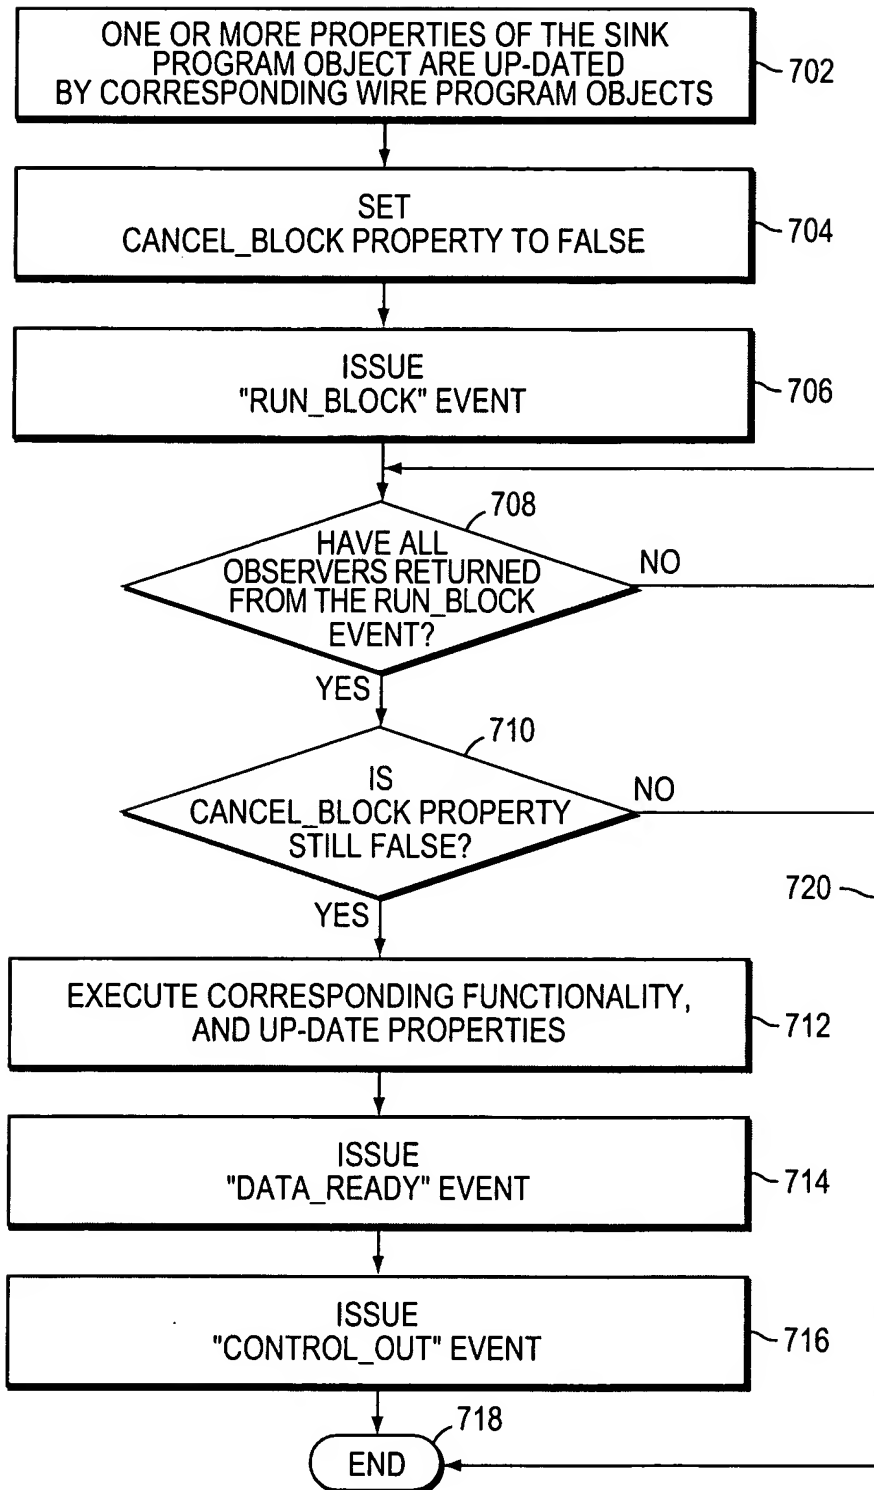 ONE OR MORE PROPERTIES OF THE SINK
PROGRAM OBJECT ARE UP-DATED
BY CORRESPONDING WIRE PROGRAM OBJECTS
702
SET
CANCEL_BLOCK PROPERTY TO FALSE
704
ISSUE
"RUN_BLOCK" EVENT
706
708
HAVE ALL
OBSERVERS RETURNED
FROM THE RUN_BLOCK
EVENT?
NO
YES
710
IS
CANCEL_BLOCK PROPERTY
STILL FALSE?
NO
720
YES
EXECUTE CORRESPONDING FUNCTIONALITY,
AND UP-DATE PROPERTIES
712
ISSUE
"DATA_READY" EVENT
714
ISSUE
"CONTROL_OUT" EVENT
716
718
END